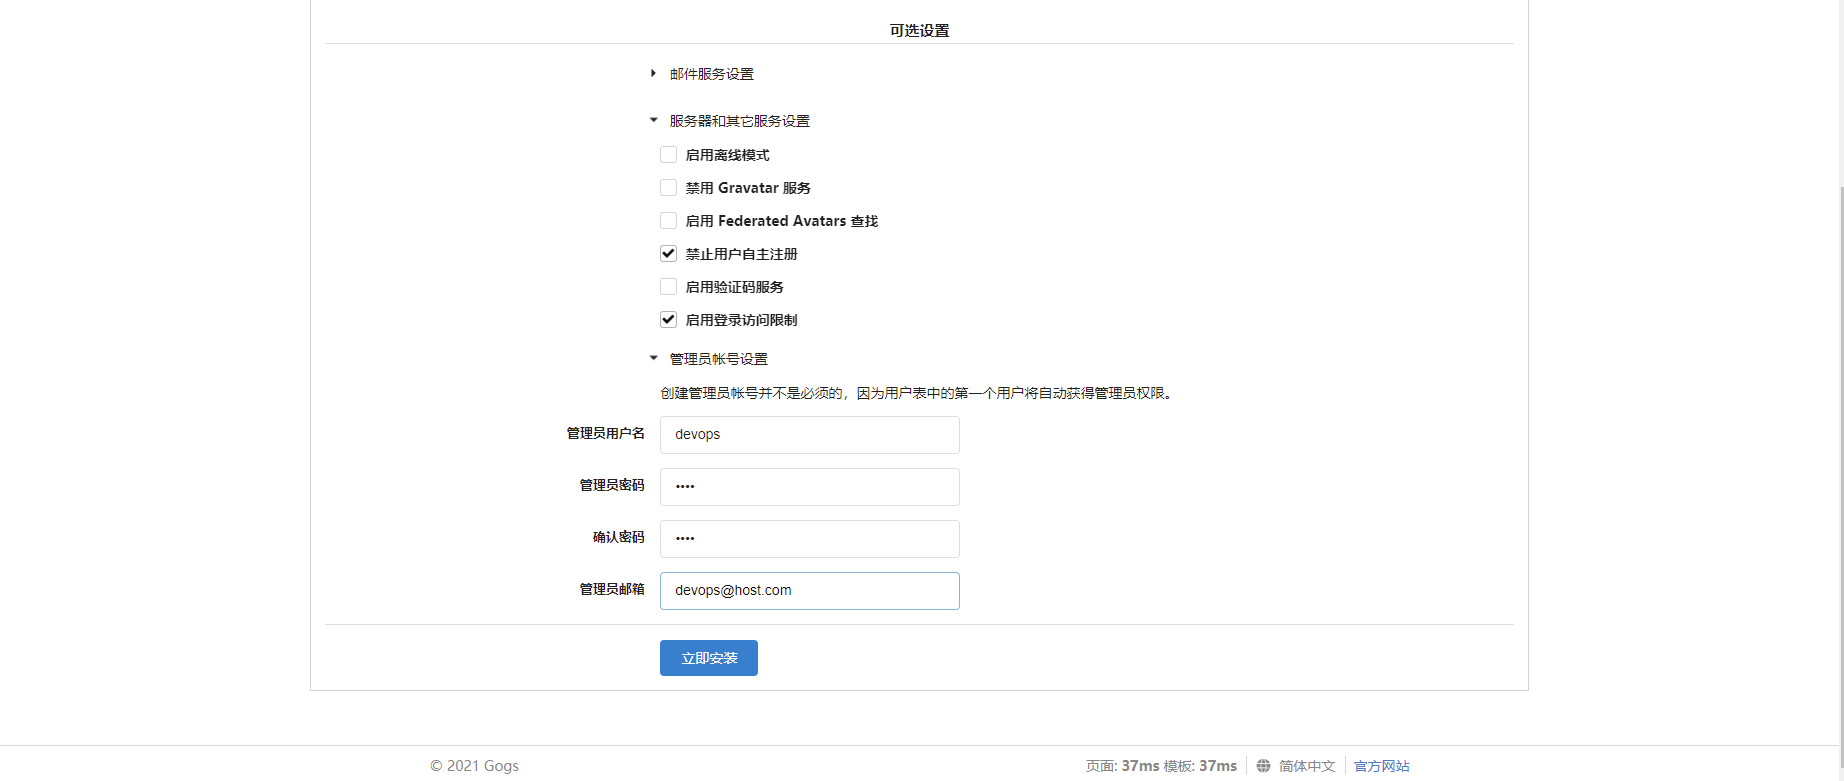 可选设置
邮件服务设置
服务器和其它服务设置
启用离线模式
禁用 Gravatar 服务
启用 Federated Avatars 查找
禁止用户自主注册
启用验证码服务
启用登录访问限制
管理员帐号设置
创建管理员帐号并不是必须的，因为用户表中的第一个用户将自动获得管理员权限。
管理员用户名 devops
管理员密码 ••••
确认密码 ••••
管理员邮箱 devops@host.com
立即安装
© 2021 Gogs 页面: 37ms 模板: 37ms 简体中文 官方网站